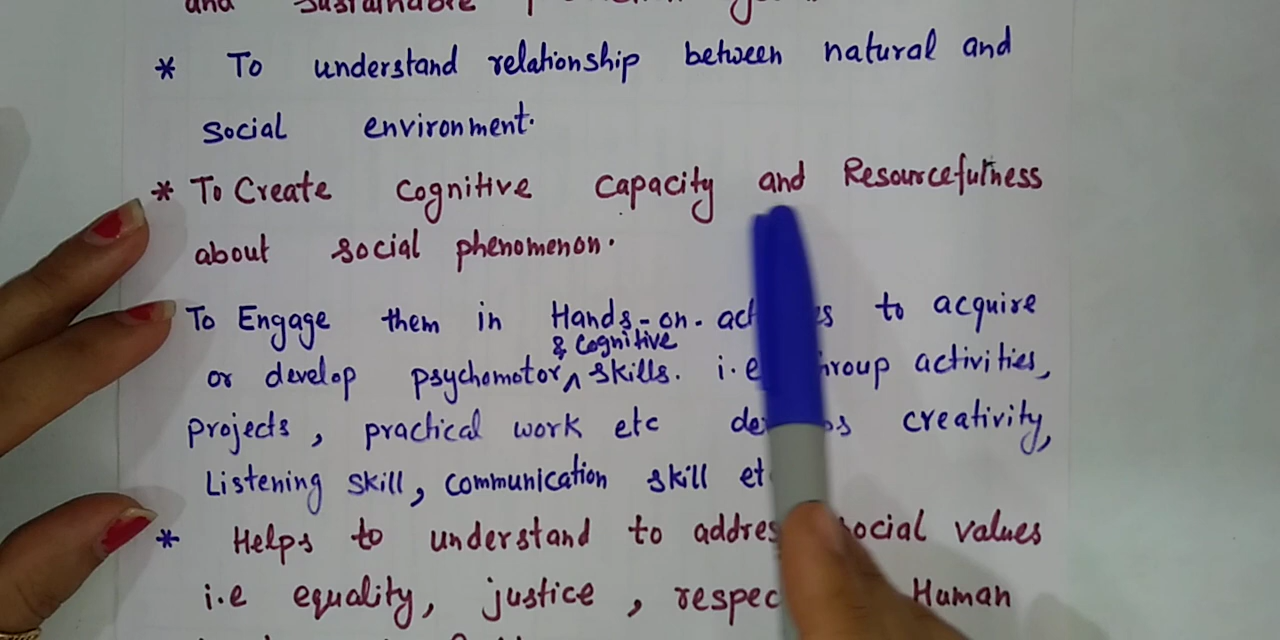 and sustainable
* To understand relationship between natural and
social environment.
* To Create Cognitive Capacity and Resourcefulness
about social phenomenon.
To Engage them in Hands-on- to acquire
& Cognitive
or develop psychomotor ^ skills. i.e activities,
projects, practical work etc creativity,
Listening skill, communication skill
* Helps to understand to social values
i.e equality, justice, Human